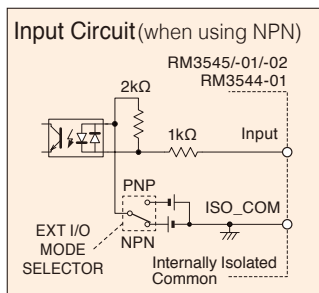 Input Circuit (when using NPN)
RM3545/-01/-02
RM3544-01
2kΩ
1kΩ
Input
PNP
ISO_COM
EXT I/O
MODE
SELECTOR
NPN
Internally Isolated
Common